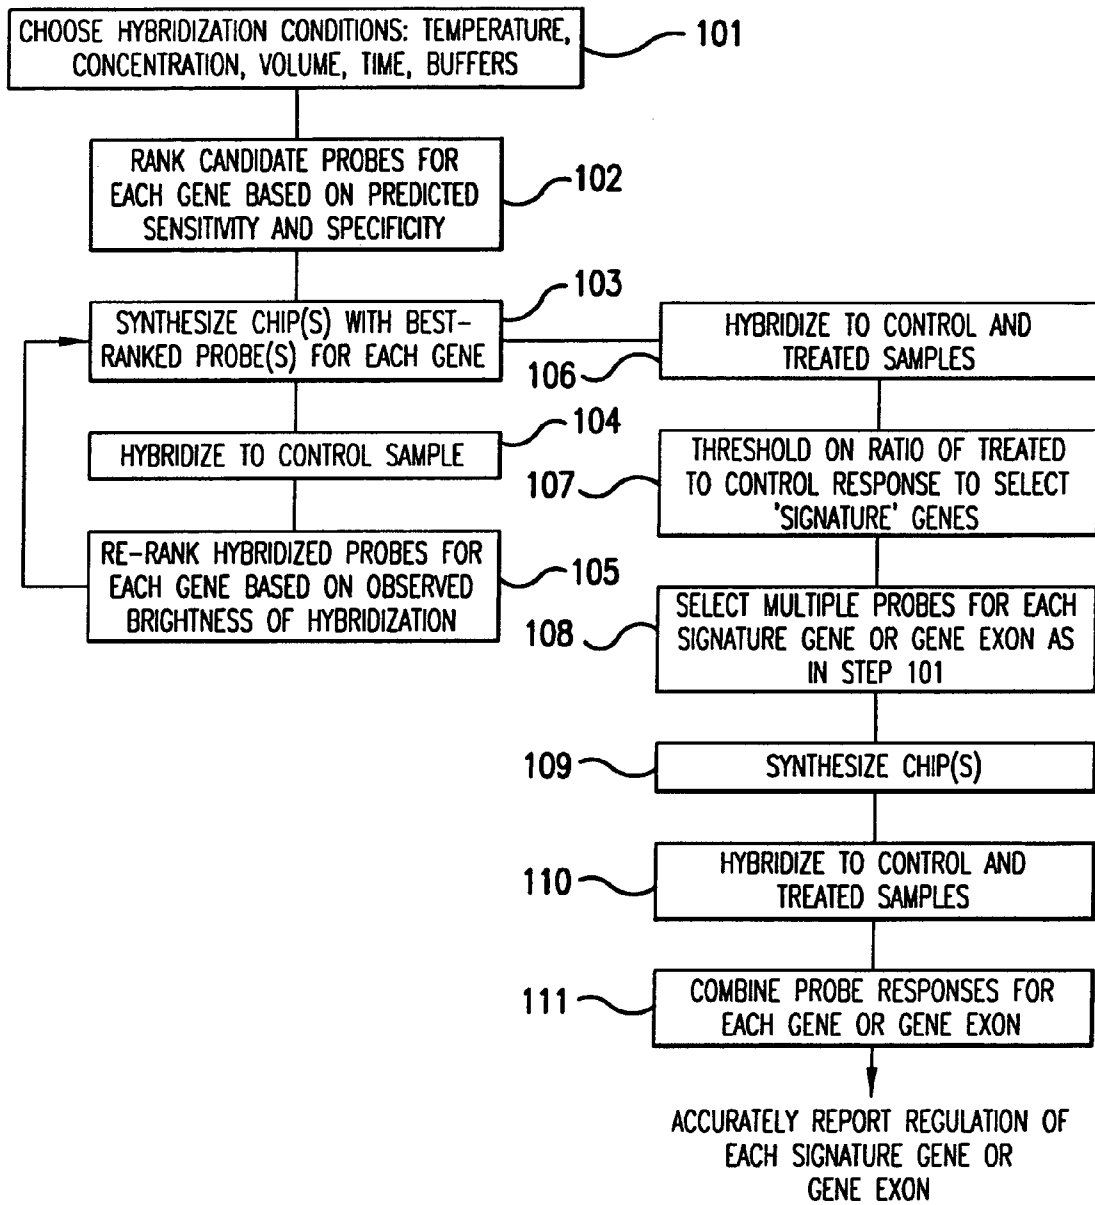 CHOOSE HYBRIDIZATION CONDITIONS: TEMPERATURE,
CONCENTRATION, VOLUME, TIME, BUFFERS
101
RANK CANDIDATE PROBES FOR
EACH GENE BASED ON PREDICTED
SENSITIVITY AND SPECIFICITY
102
SYNTHESIZE CHIP(S) WITH BEST-
RANKED PROBE(S) FOR EACH GENE
103
HYBRIDIZE TO CONTROL SAMPLE
104
RE-RANK HYBRIDIZED PROBES FOR
EACH GENE BASED ON OBSERVED
BRIGHTNESS OF HYBRIDIZATION
105
HYBRIDIZE TO CONTROL AND
TREATED SAMPLES
106
THRESHOLD ON RATIO OF TREATED
TO CONTROL RESPONSE TO SELECT
'SIGNATURE' GENES
107
SELECT MULTIPLE PROBES FOR EACH
SIGNATURE GENE OR GENE EXON AS
IN STEP 101
108
SYNTHESIZE CHIP(S)
109
HYBRIDIZE TO CONTROL AND
TREATED SAMPLES
110
COMBINE PROBE RESPONSES FOR
EACH GENE OR GENE EXON
111
ACCURATELY REPORT REGULATION OF
EACH SIGNATURE GENE OR
GENE EXON